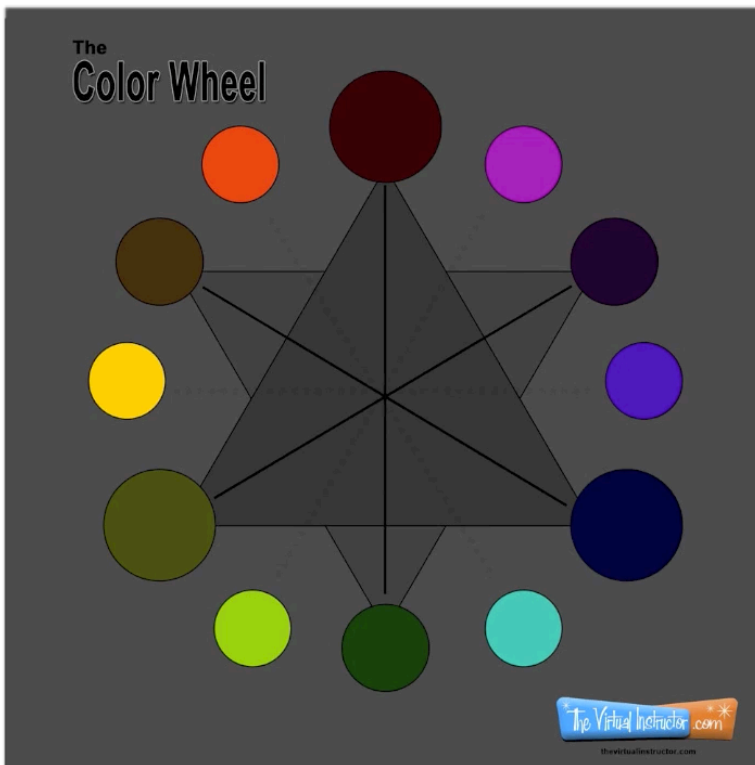 The
Color Wheel
The Virtual Instructor.com
thevirtualinstructor.com